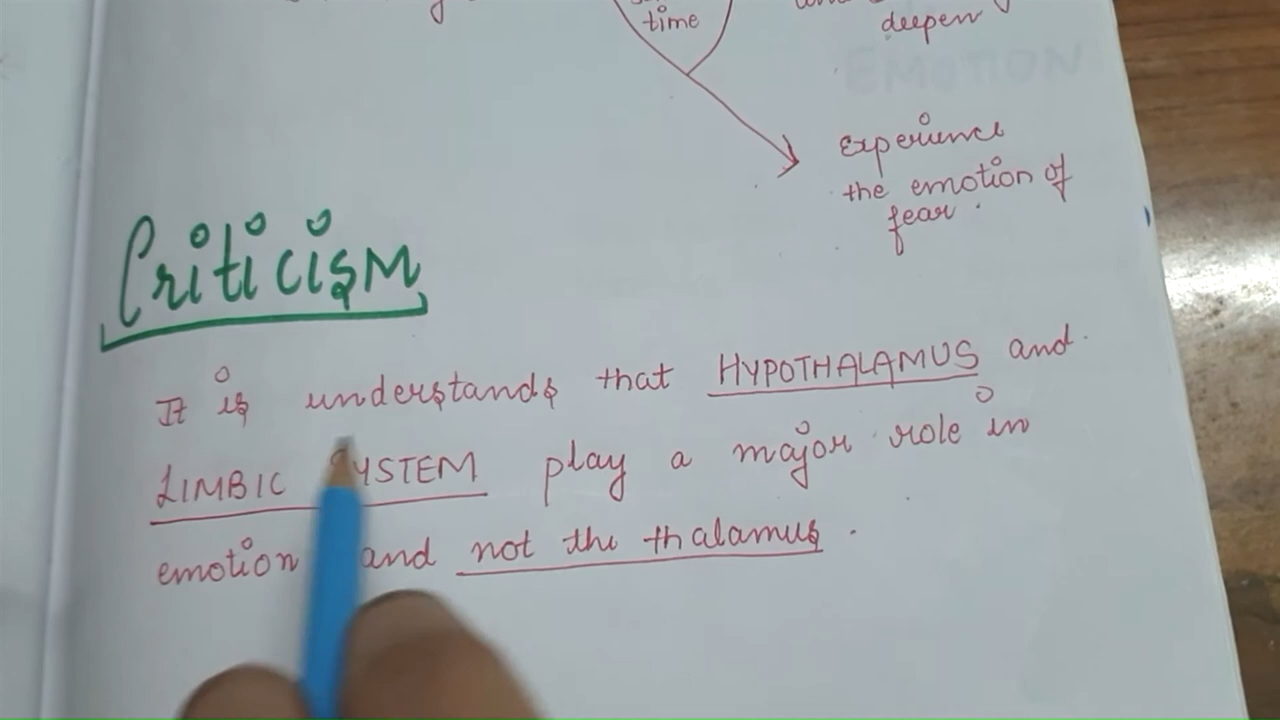 time
deepen
Experience
the emotion of
fear.
Criticism
It is understands that HYPOTHALAMUS and
LIMBIC SYSTEM play a major role in
emotion and not the thalamus.
EMOTION